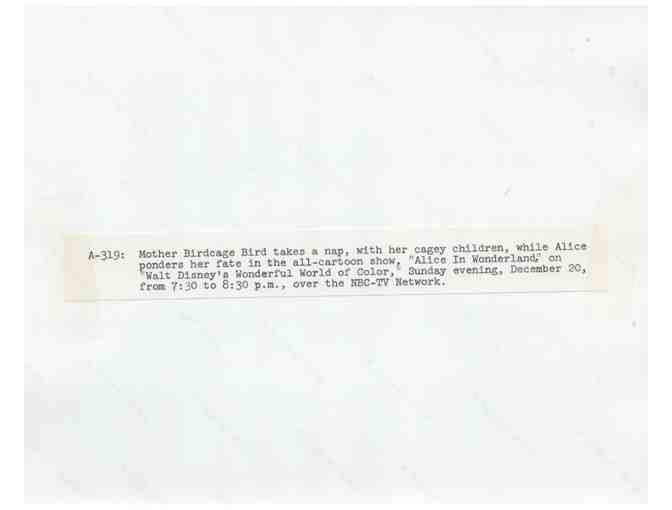 A-319: Mother Birdcage Bird takes a nap, with her cagey children, while Alice
ponders her fate in the all-cartoon show, "Alice In Wonderland," on
"Walt Disney's Wonderful World of Color," Sunday evening, December 20,
from 7:30 to 8:30 p.m., over the NBC-TV Network.